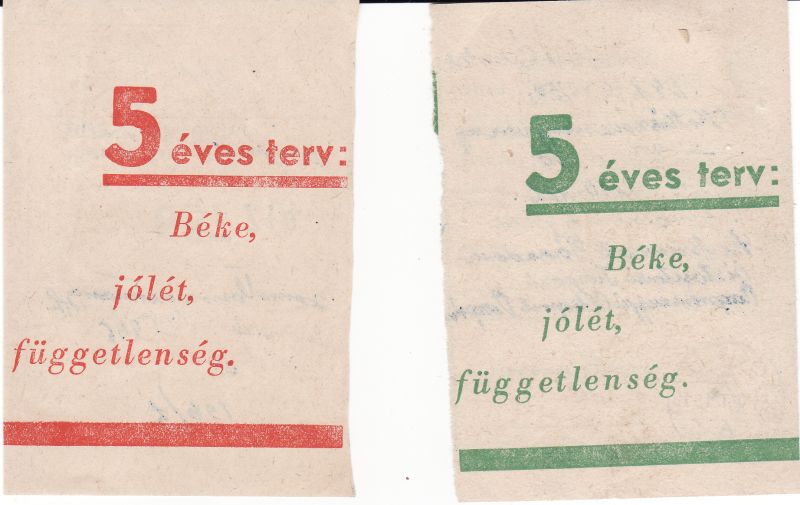 5 éves terv:
Béke,
jólét,
függetlenség.
5 éves terv:
Béke,
jólét,
függetlenség.